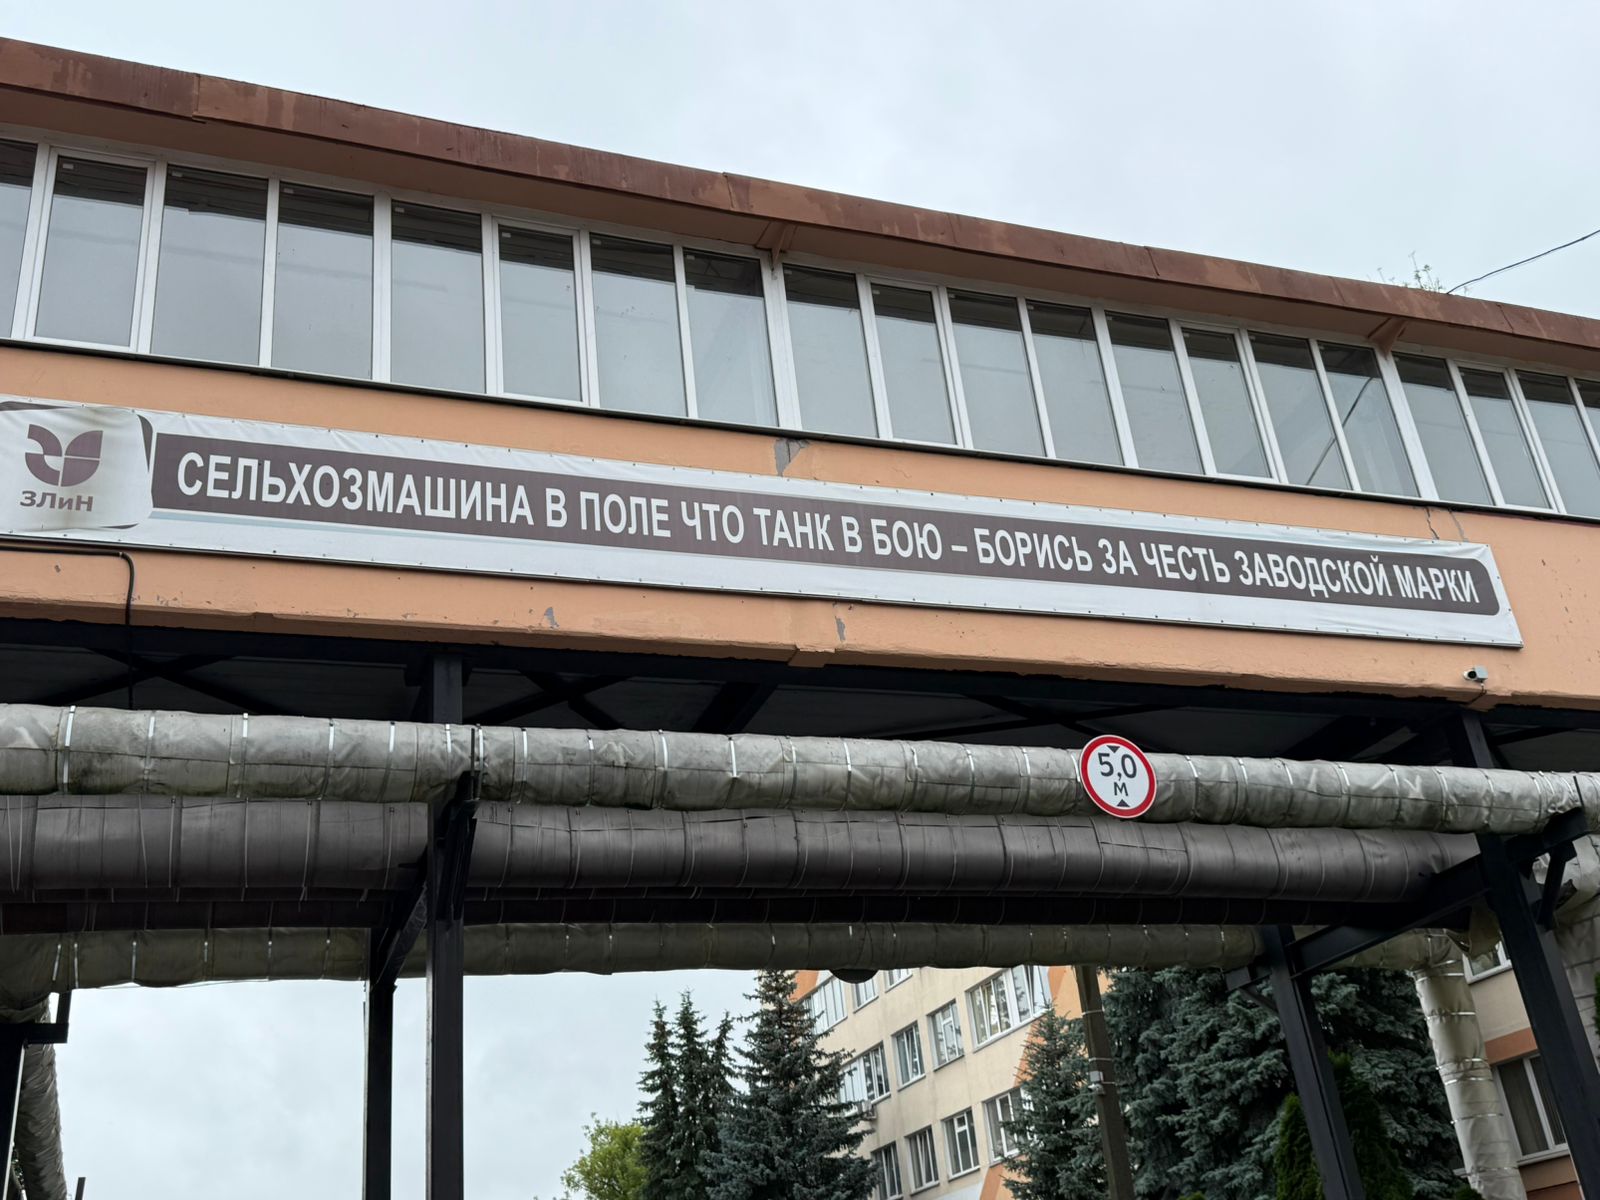 ЗЛиН
СЕЛЬХОЗМАШИНА В ПОЛЕ ЧТО ТАНК В БОЮ – БОРИСЬ ЗА ЧЕСТЬ ЗАВОДСКОЙ МАРКИ
5,0
М